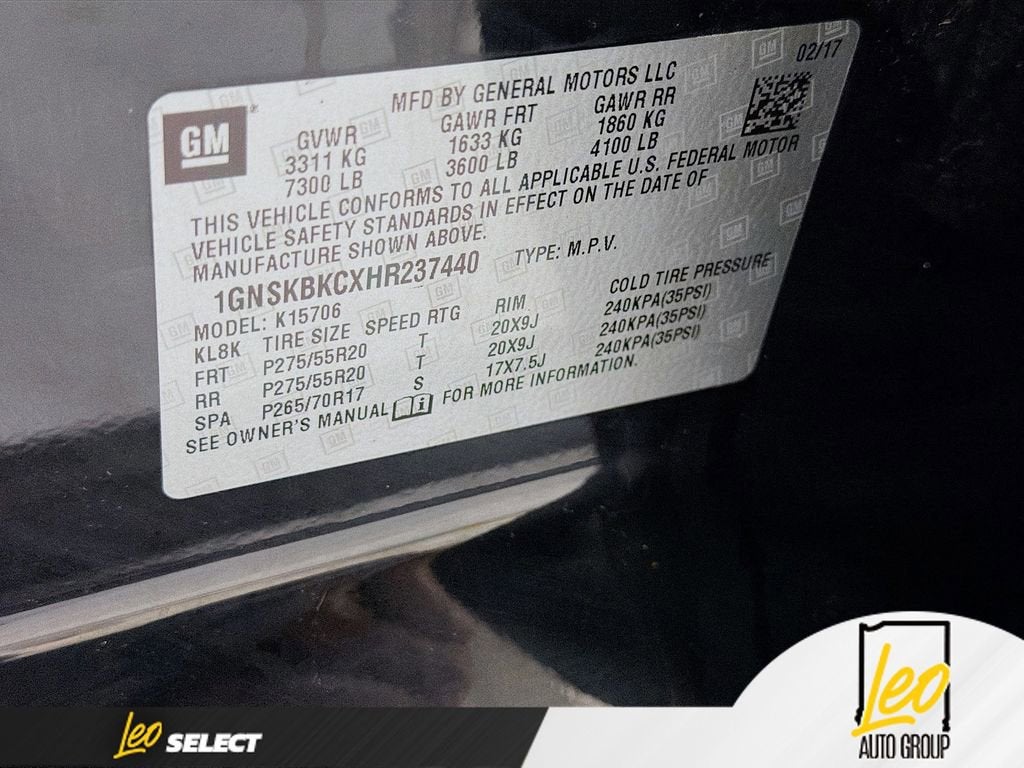 02/17
MFD BY GENERAL MOTORS LLC
GM
GVWR GAWR FRT GAWR RR
3311 KG 1633 KG 1860 KG
7300 LB 3600 LB 4100 LB
THIS VEHICLE CONFORMS TO ALL APPLICABLE U.S. FEDERAL MOTOR
VEHICLE SAFETY STANDARDS IN EFFECT ON THE DATE OF
MANUFACTURE SHOWN ABOVE.
1GNSKBKCXHR237440 TYPE: M.P.V.
MODEL: K15706
KL8K TIRE SIZE SPEED RTG RIM COLD TIRE PRESSURE
FRT P275/55R20 T 20X9J 240KPA(35PSI)
RR P275/55R20 T 20X9J 240KPA(35PSI)
SPA P265/70R17 S 17X7.5J 240KPA(35PSI)
SEE OWNER'S MANUAL FOR MORE INFORMATION.
Leo SELECT
Leo
AUTO GROUP